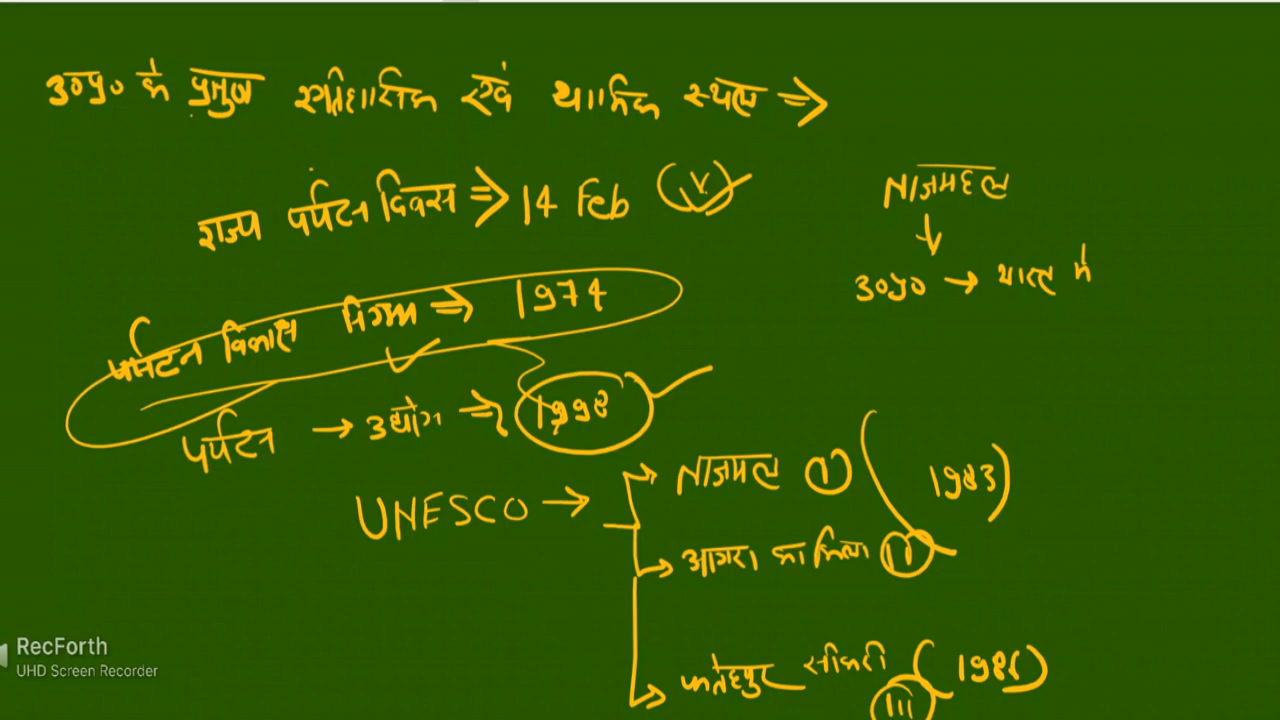 उ०प्र० के प्रमुख ऐतिहासिक एवं धार्मिक स्थल ⇒
राज्य पर्यटन दिवस ⇒ 14 Feb (V)
ताजमहल
↓
उ०प्र० → भारत में
पर्यटन विकास निगम ⇒ 1974
पर्यटन → उद्योग ⇒ 1998
UNESCO →
→ ताजमहल I (1983)
→ आगरा का किला II
→ फतेहपुर सीकरी (1986)
III
RecForth
UHD Screen Recorder